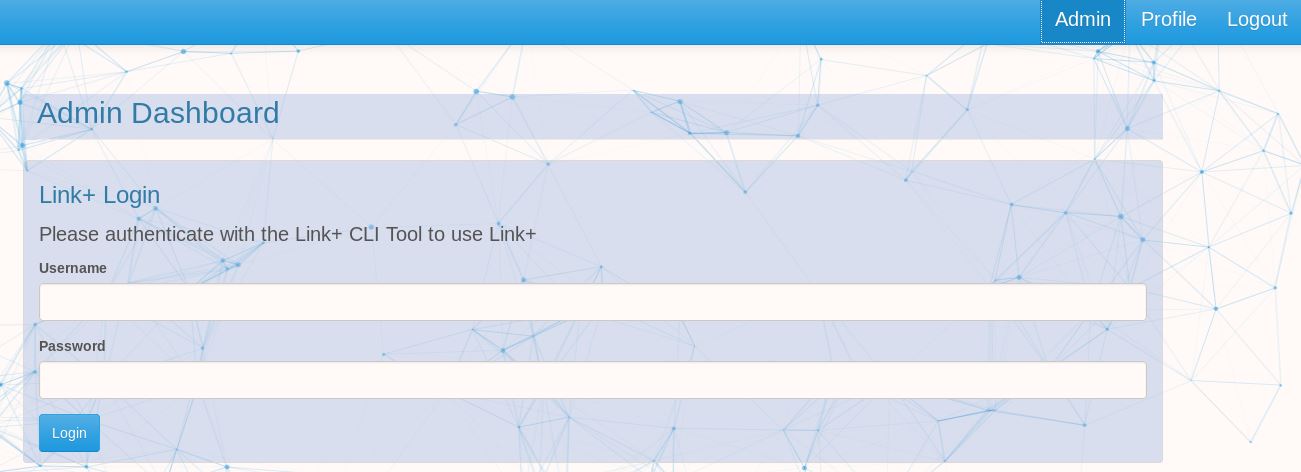 Admin Profile Logout
Admin Dashboard
Link+ Login
Please authenticate with the Link+ CLI Tool to use Link+
Username
Password
Login